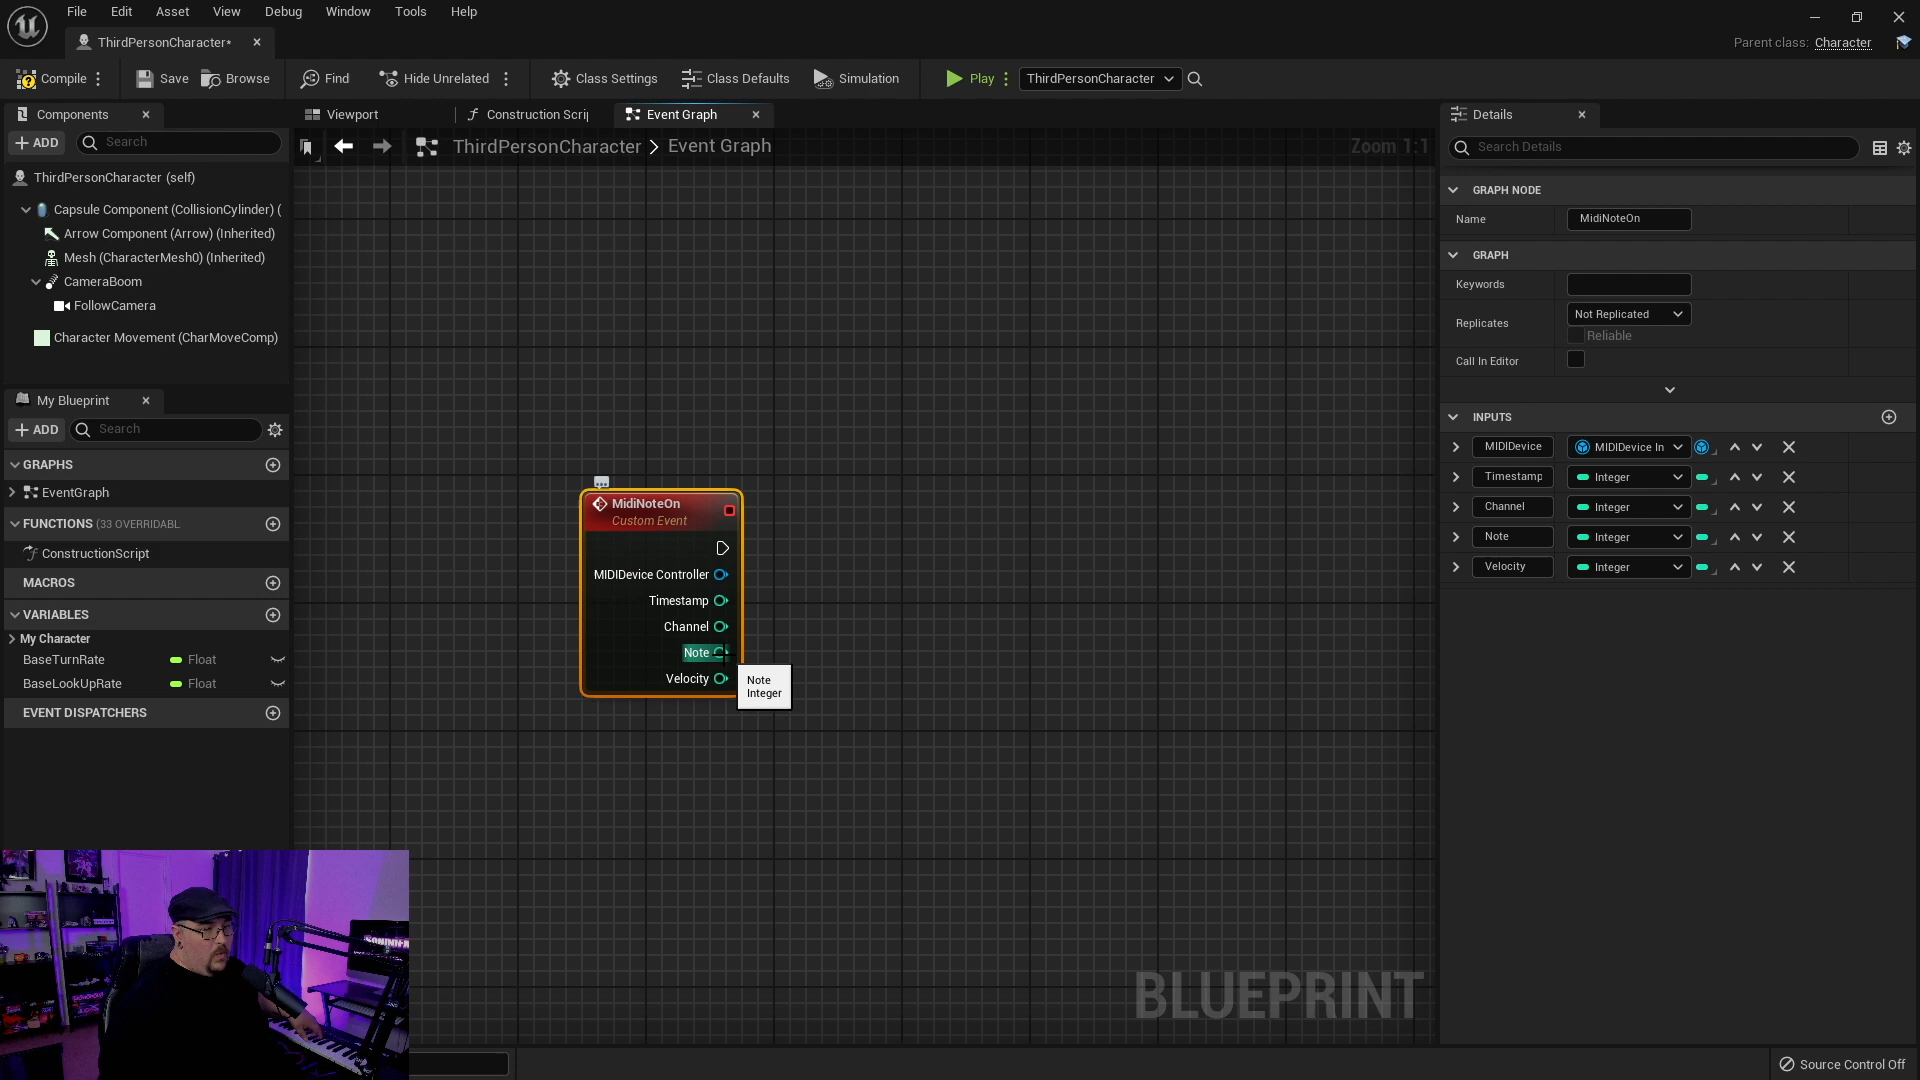 File Edit Asset View Debug Window Tools Help
ThirdPersonCharacter*
Parent class: Character
Compile Save Browse Find Hide Unrelated Class Settings Class Defaults Simulation Play ThirdPersonCharacter
Components
ADD Search
ThirdPersonCharacter (self)
Capsule Component (CollisionCylinder) (
Arrow Component (Arrow) (Inherited)
Mesh (CharacterMesh0) (Inherited)
CameraBoom
FollowCamera
Character Movement (CharMoveComp)
My Blueprint
ADD Search
GRAPHS
EventGraph
FUNCTIONS (33 OVERRIDABL
ConstructionScript
MACROS
VARIABLES
My Character
BaseTurnRate Float
BaseLookUpRate Float
EVENT DISPATCHERS
Viewport Construction Scri Event Graph
ThirdPersonCharacter > Event Graph
Zoom 1:1
MidiNoteOn
Custom Event
MIDIDevice Controller
Timestamp
Channel
Note
Velocity
Note
Integer
BLUEPRINT
Details
Search Details
GRAPH NODE
Name MidiNoteOn
GRAPH
Keywords
Replicates Not Replicated
Reliable
Call In Editor
INPUTS
MIDIDevice MIDIDevice In
Timestamp Integer
Channel Integer
Note Integer
Velocity Integer
Source Control Off